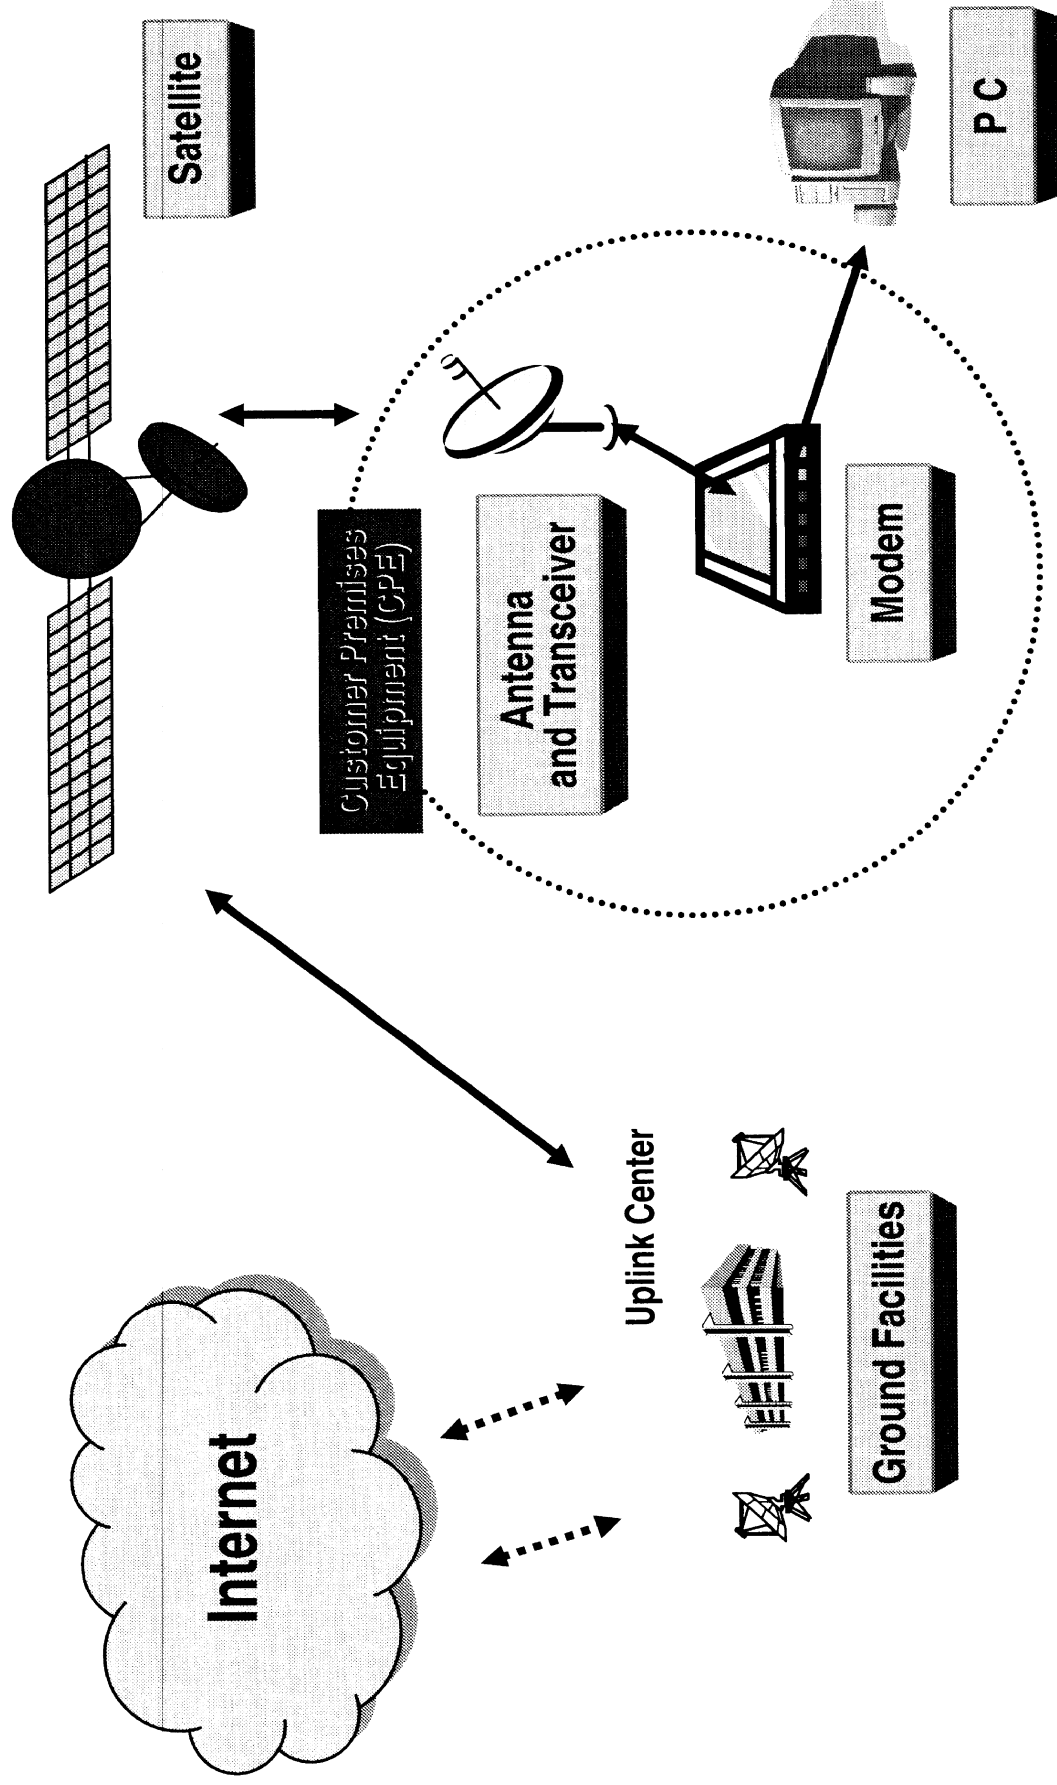 Internet
Satellite
Customer Premises
Equipment (CPE)
Antenna
and Transceiver
Uplink Center
Modem
Ground Facilities
P C